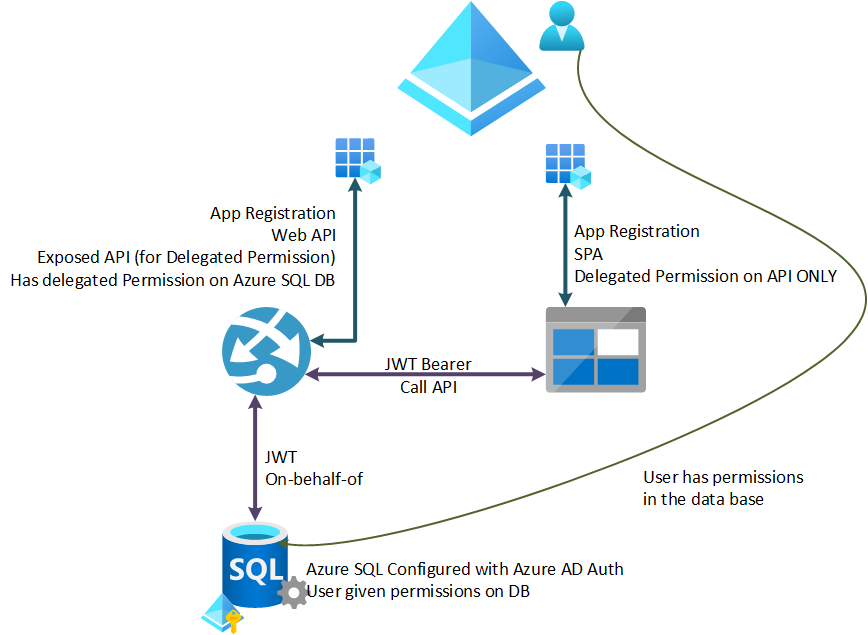 App Registration
Web API
Exposed API (for Delegated Permission)
Has delegated Permission on Azure SQL DB
App Registration
SPA
Delegated Permission on API ONLY
JWT Bearer
Call API
JWT
On-behalf-of
User has permissions
in the data base
SQL
Azure SQL Configured with Azure AD Auth
User given permissions on DB